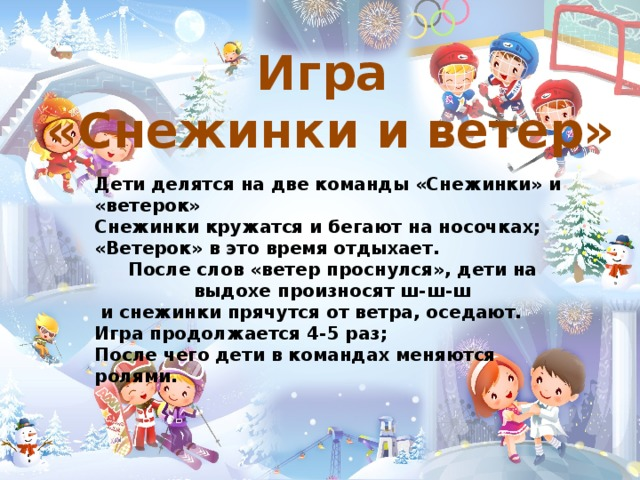 Игра
«Снежинки и ветер»
Дети делятся на две команды «Снежинки» и
«ветерок»
Снежинки кружатся и бегают на носочках;
«Ветерок» в это время отдыхает.
После слов «ветер проснулся», дети на
выдохе произносят ш-ш-ш
и снежинки прячутся от ветра, оседают.
Игра продолжается 4-5 раз;
После чего дети в командах меняются
ролями.